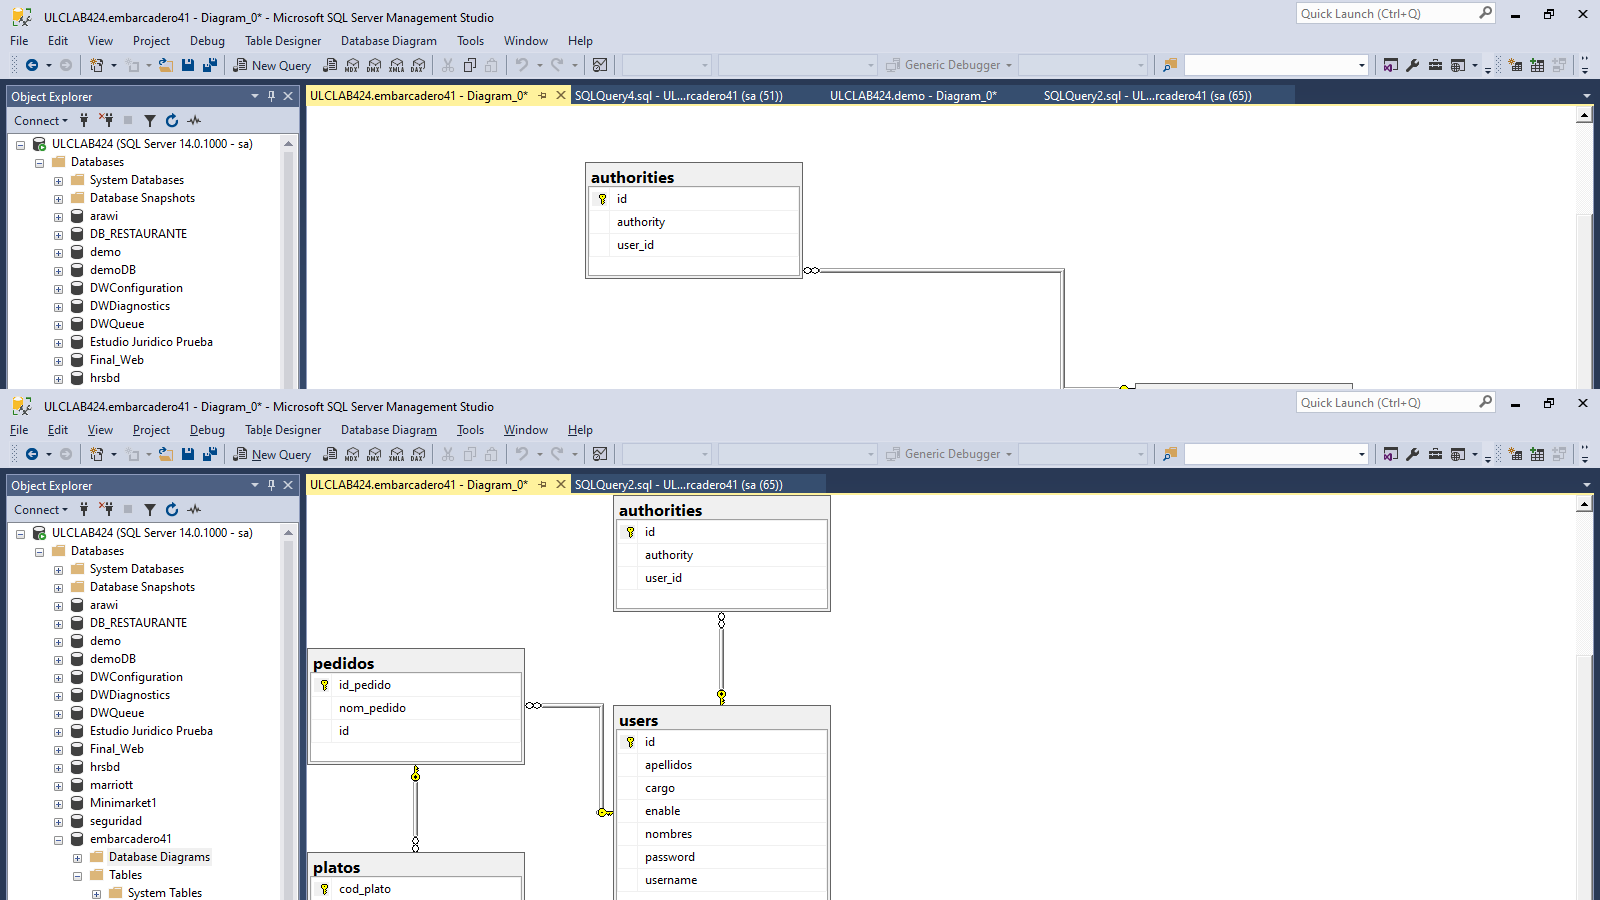 ULCLAB424.embarcadero41 - Diagram_0* - Microsoft SQL Server Management Studio
Quick Launch (Ctrl+Q)
File Edit View Project Debug Table Designer Database Diagram Tools Window Help
New Query MDX DMX XMLA DAX Generic Debugger
Object Explorer
ULCLAB424.embarcadero41 - Diagram_0* SQLQuery4.sql - UL...rcadero41 (sa (51)) ULCLAB424.demo - Diagram_0* SQLQuery2.sql - UL...rcadero41 (sa (65))
Connect
ULCLAB424 (SQL Server 14.0.1000 - sa)
Databases
System Databases
Database Snapshots
arawi
DB_RESTAURANTE
demo
demoDB
DWConfiguration
DWDiagnostics
DWQueue
Estudio Juridico Prueba
Final_Web
hrsbd
authorities
id
authority
user_id
ULCLAB424.embarcadero41 - Diagram_0* - Microsoft SQL Server Management Studio
Quick Launch (Ctrl+Q)
File Edit View Project Debug Table Designer Database Diagram Tools Window Help
New Query MDX DMX XMLA DAX Generic Debugger
Object Explorer
ULCLAB424.embarcadero41 - Diagram_0* SQLQuery2.sql - UL...rcadero41 (sa (65))
Connect
ULCLAB424 (SQL Server 14.0.1000 - sa)
Databases
System Databases
Database Snapshots
arawi
DB_RESTAURANTE
demo
demoDB
DWConfiguration
DWDiagnostics
DWQueue
Estudio Juridico Prueba
Final_Web
hrsbd
marriott
Minimarket1
seguridad
embarcadero41
Database Diagrams
Tables
System Tables
authorities
id
authority
user_id
pedidos
id_pedido
nom_pedido
id
platos
cod_plato
users
id
apellidos
cargo
enable
nombres
password
username